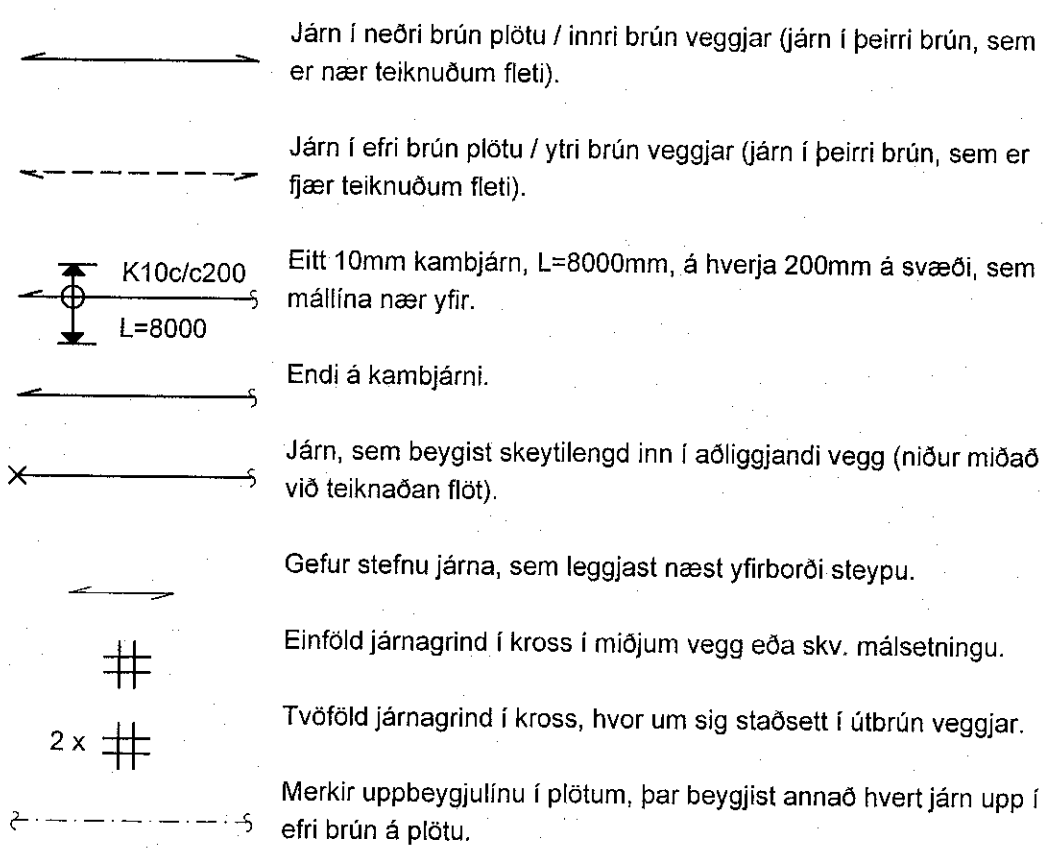 Járn í neðri brún plötu / innri brún veggjar (járn í þeirri brún, sem
er nær teiknuðum fleti).
Járn í efri brún plötu / ytri brún veggjar (járn í þeirri brún, sem er
fjær teiknuðum fleti).
K10c/c200
L=8000
Eitt 10mm kambjárn, L=8000mm, á hverja 200mm á svæði, sem
mállína nær yfir.
Endi á kambjárni.
Járn, sem beygist skeytilengd inn í aðliggjandi vegg (niður miðað
við teiknaðan flöt).
Gefur stefnu járna, sem leggjast næst yfirborði steypu.
Einföld járnagrind í kross í miðjum vegg eða skv. málsetningu.
2 x
Tvöföld járnagrind í kross, hvor um sig staðsett í útbrún veggjar.
Merkir uppbeygjulínu í plötum, þar beygjist annað hvert járn upp í
efri brún á plötu.